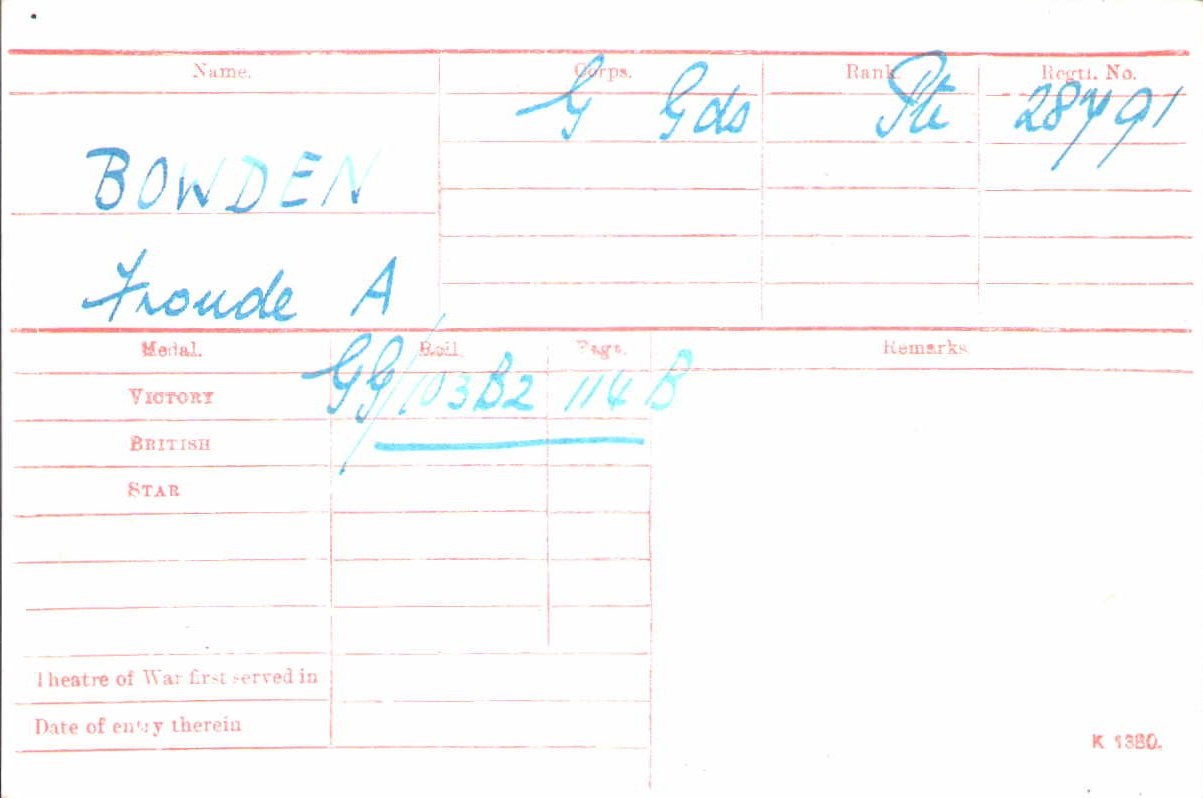 Name. Corps. Rank. Regtl. No.
G Gds Pte 28791
BOWDEN
Froude A
Medal. Roll. Page. Remarks.
VICTORY GG/103B2 114B
BRITISH
STAR
Theatre of War first served in
Date of entry therein
K 1380.